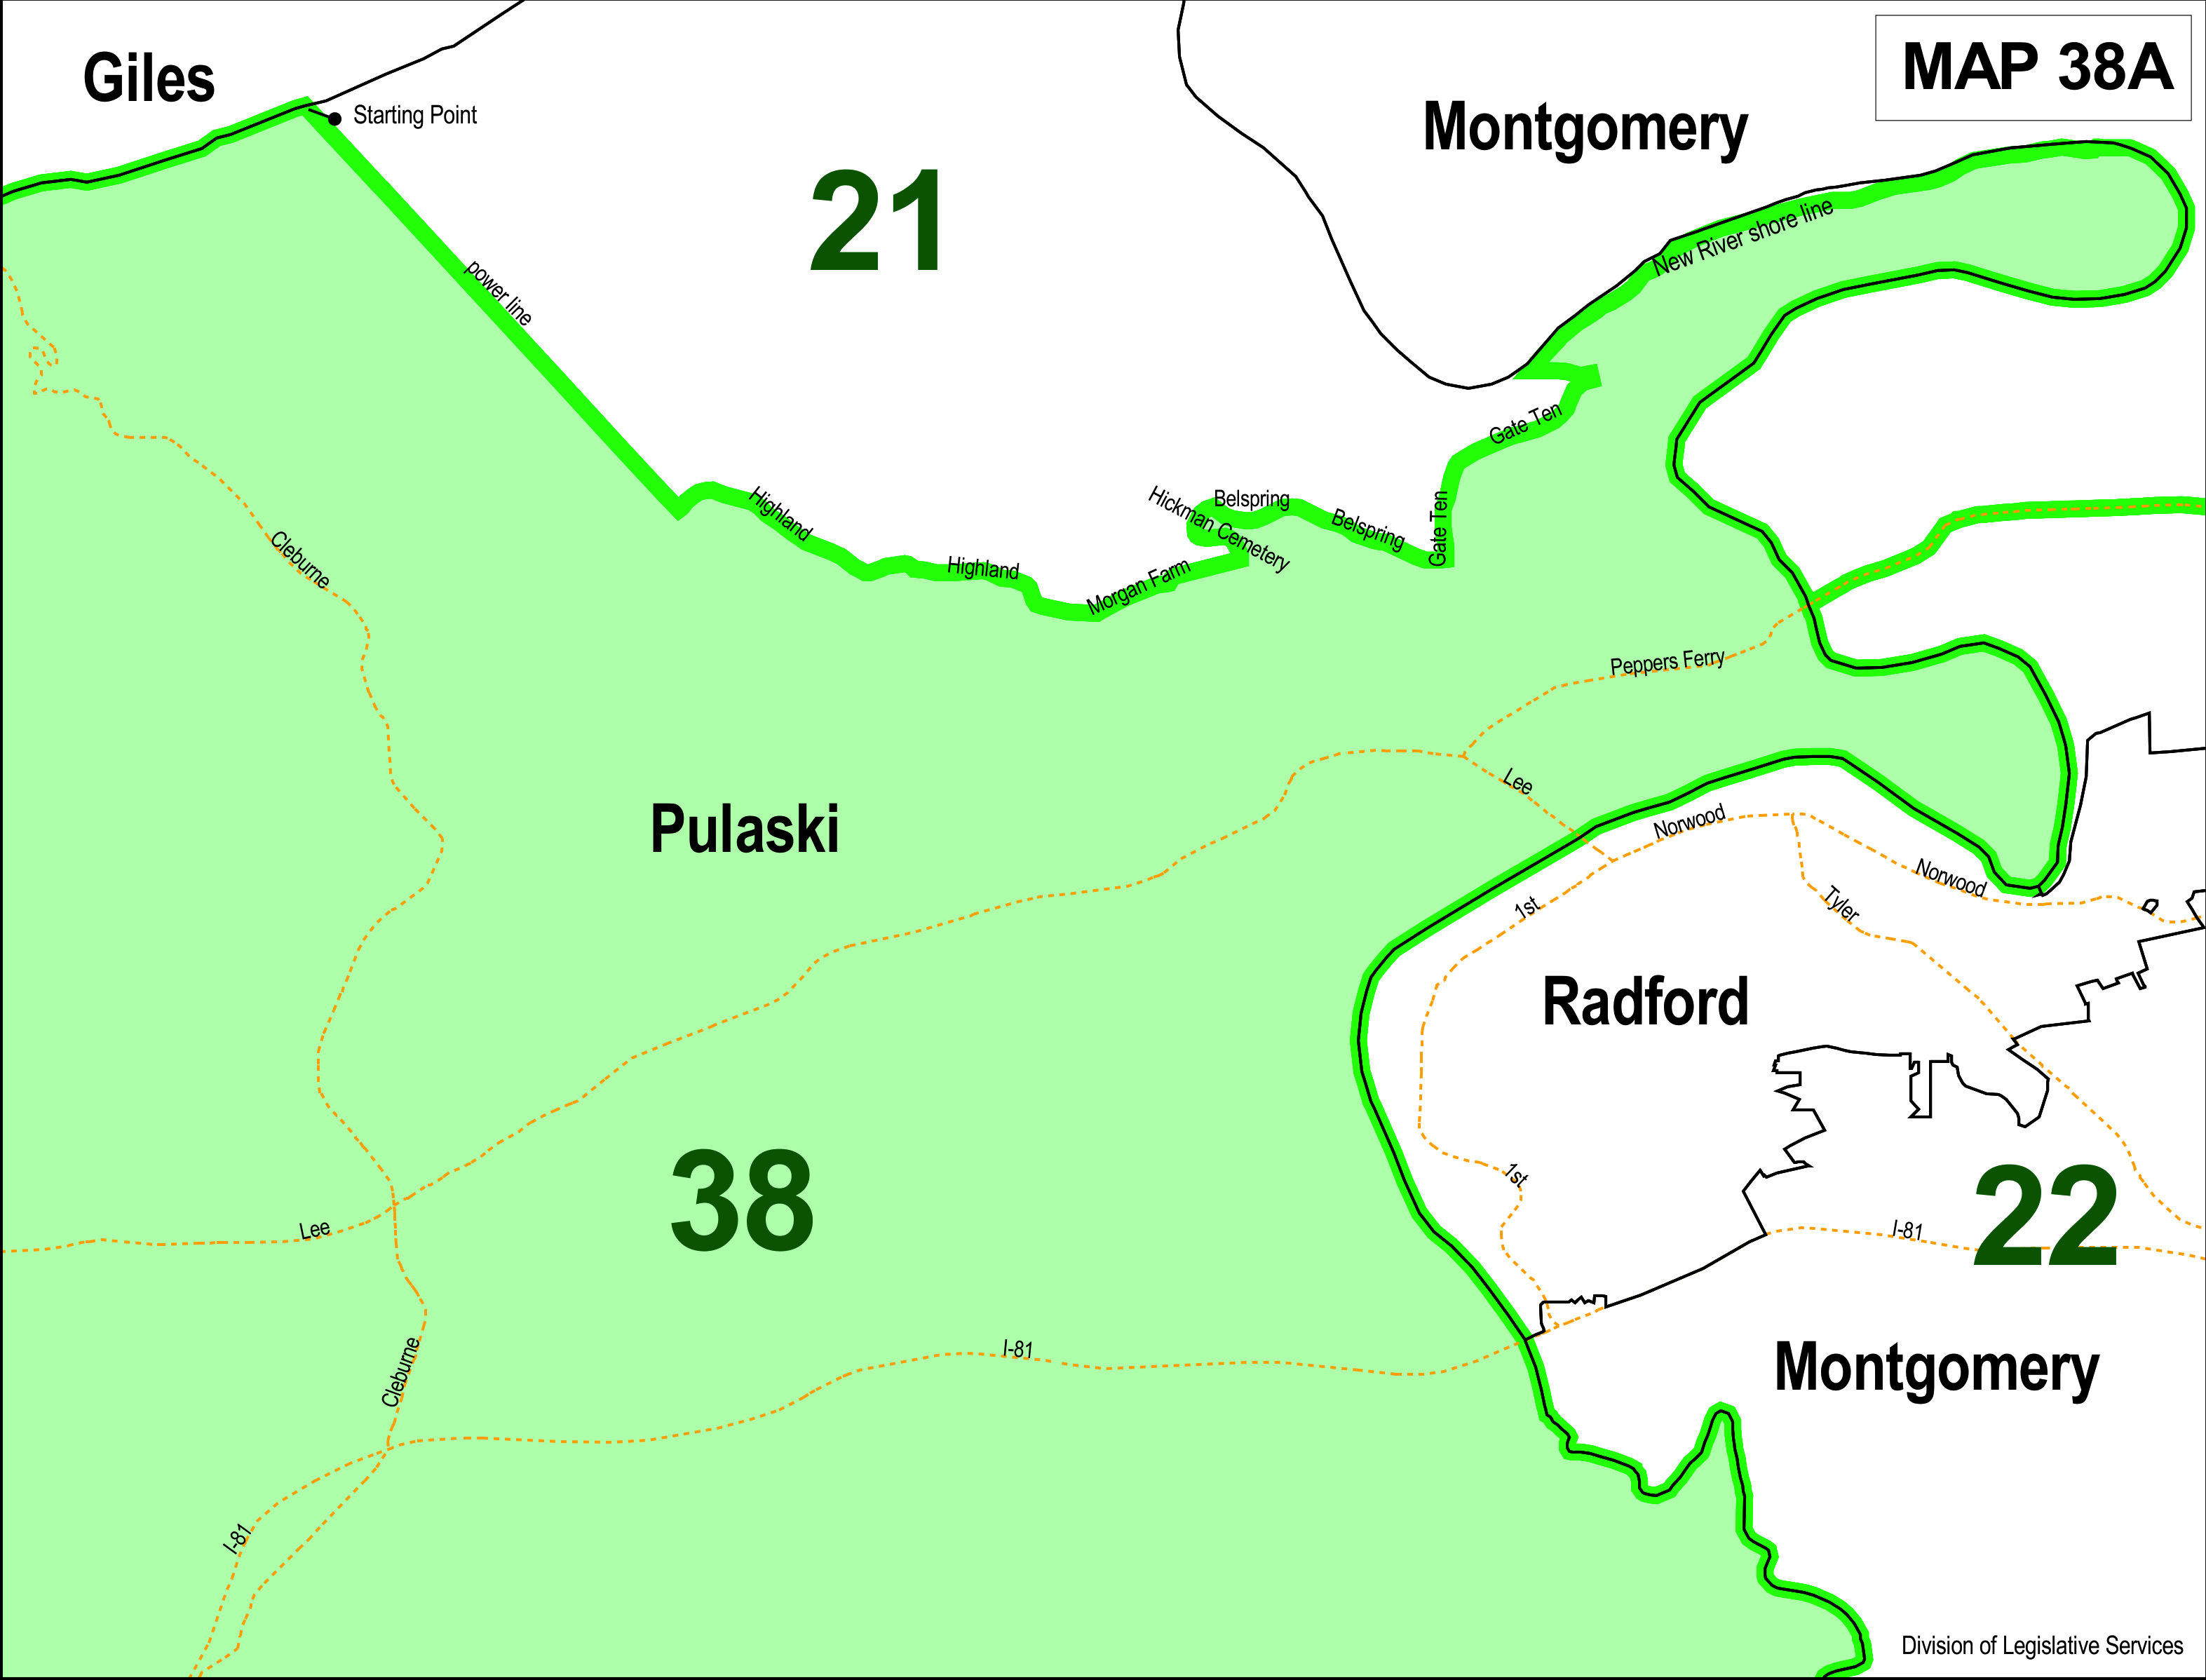 MAP 38A
Giles
Starting Point
Montgomery
21
New River shore line
power line
Gate Ten
Highland
Hickman Cemetery
Belspring
Belspring
Gate Ten
Cleburne
Highland
Morgan Farm
Peppers Ferry
Lee
Pulaski
Norwood
Norwood
1st
Tyler
Radford
38
1st
22
Lee
I-81
I-81
Cleburne
Montgomery
I-81
Division of Legislative Services